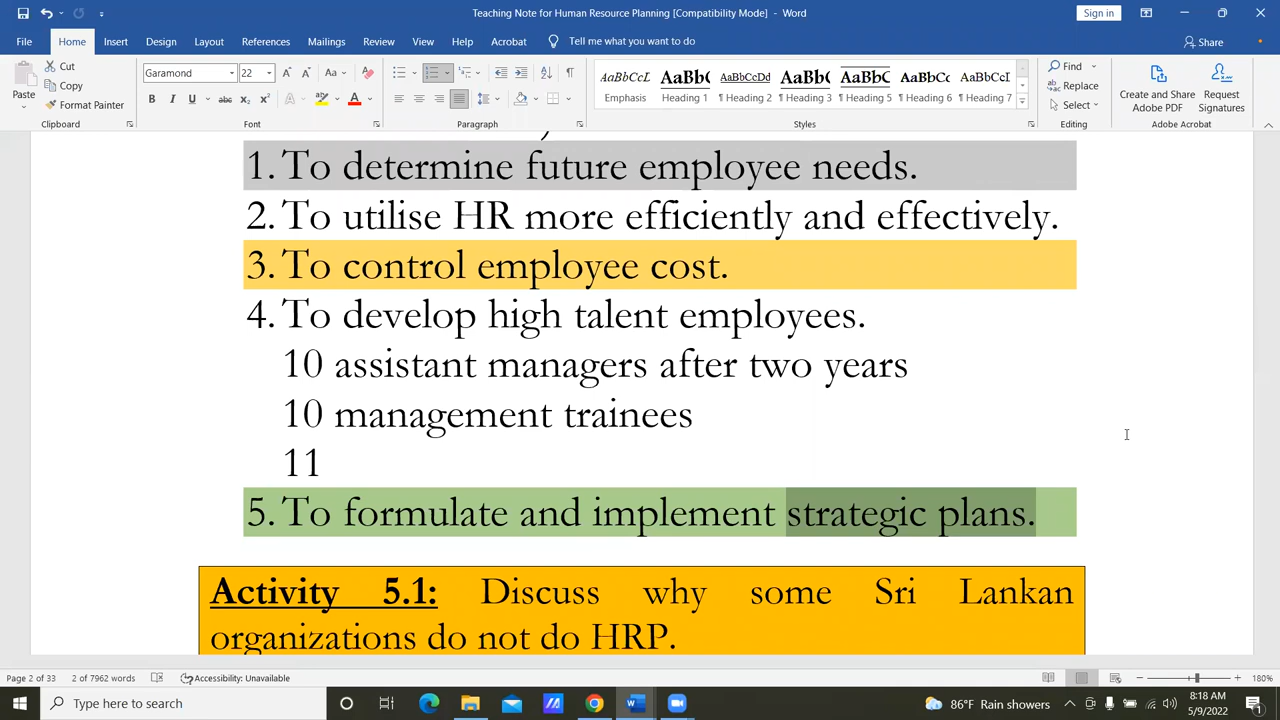 Teaching Note for Human Resource Planning [Compatibility Mode] - Word
Sign in
File Home Insert Design Layout References Mailings Review View Help Acrobat Tell me what you want to do Share
Paste
Cut
Copy
Format Painter
Clipboard
Garamond 22
Font
Paragraph
AaBbCcL AaBbC AaBbCcDd AaBbC AaBbC AaBbCc AaBbCcD
Emphasis Heading 1 ¶ Heading 2 ¶ Heading 3 ¶ Heading 5 ¶ Heading 6 ¶ Heading 7
Styles
Find
Replace
Select
Editing
Create and Share Adobe PDF
Request Signatures
Adobe Acrobat
1. To determine future employee needs.
2. To utilise HR more efficiently and effectively.
3. To control employee cost.
4. To develop high talent employees.
10 assistant managers after two years
10 management trainees
11
5. To formulate and implement strategic plans.
Activity 5.1: Discuss why some Sri Lankan
organizations do not do HRP.
Page 2 of 33 2 of 7962 words Accessibility: Unavailable 180%
Type here to search
86°F Rain showers
8:18 AM
5/9/2022